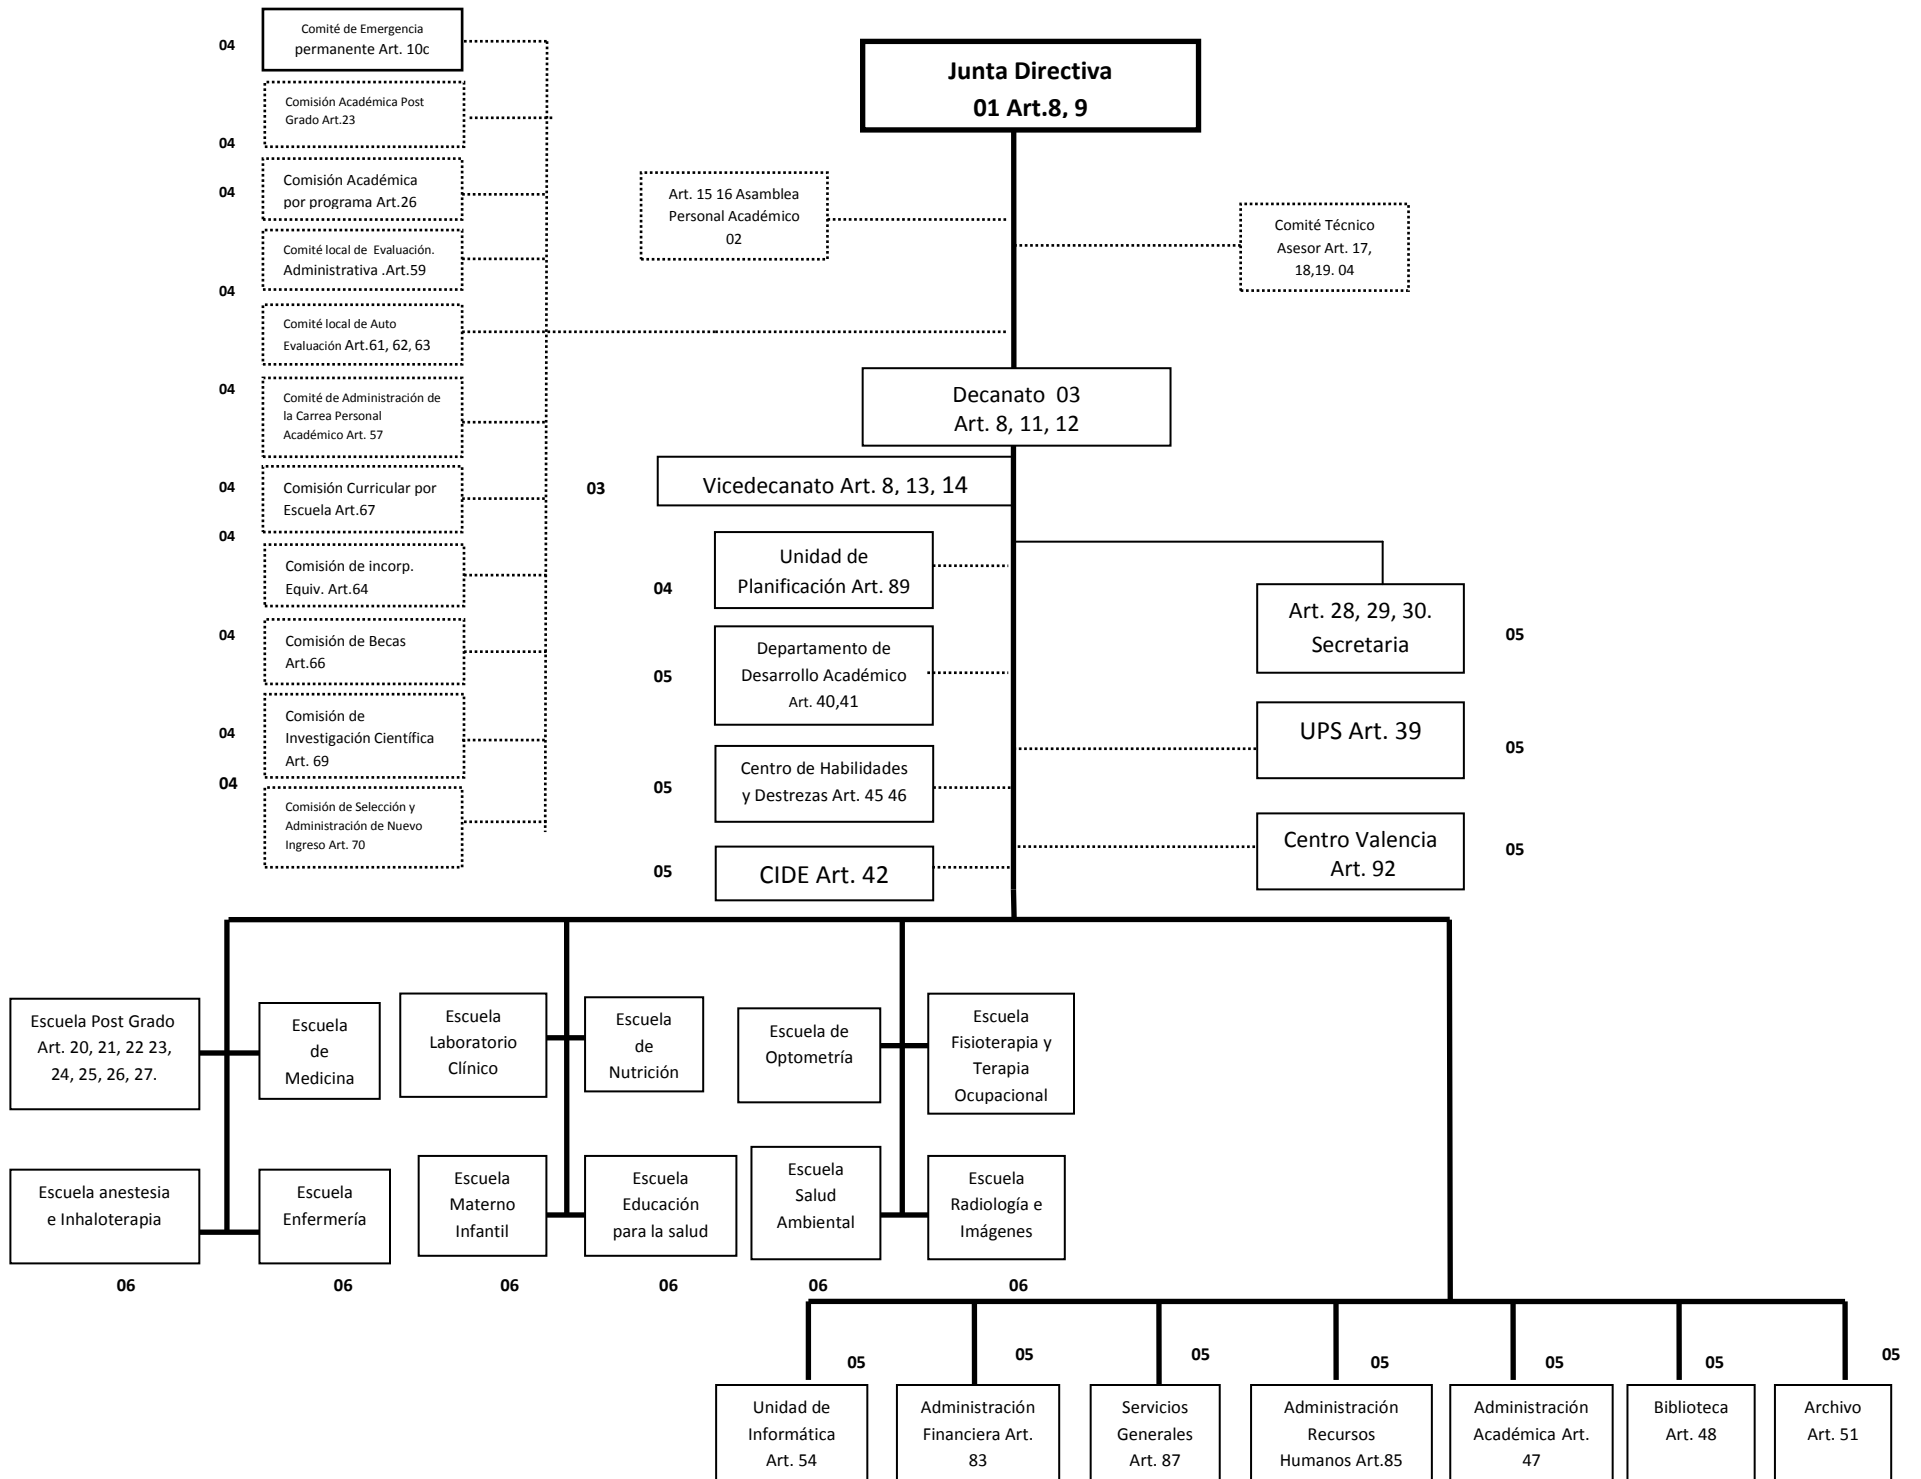 04
Comité de Emergencia
permanente Art. 10c
Comisión Académica Post
Grado Art.23
04
Comisión Académica
por programa Art.26
04
Comité local de Evaluación.
Administrativa .Art.59
04
Comité local de Auto
Evaluación Art.61, 62, 63
04
Comité de Administración de
la Carrea Personal
Académico Art. 57
04
Comisión Curricular por
Escuela Art.67
04
Comisión de incorp.
Equiv. Art.64
04
Comisión de Becas
Art.66
04
Comisión de
Investigación Científica
Art. 69
04
Comisión de Selección y
Administración de Nuevo
Ingreso Art. 70
Junta Directiva
01 Art.8, 9
Art. 15 16 Asamblea
Personal Académico
02
Comité Técnico
Asesor Art. 17,
18,19. 04
Decanato 03
Art. 8, 11, 12
03
Vicedecanato Art. 8, 13, 14
04
Unidad de
Planificación Art. 89
05
Departamento de
Desarrollo Académico
Art. 40,41
05
Centro de Habilidades
y Destrezas Art. 45 46
05
CIDE Art. 42
Art. 28, 29, 30.
Secretaria
05
UPS Art. 39
05
Centro Valencia
Art. 92
05
Escuela Post Grado
Art. 20, 21, 22 23,
24, 25, 26, 27.
Escuela
de
Medicina
Escuela
Laboratorio
Clínico
Escuela
de
Nutrición
Escuela de
Optometría
Escuela
Fisioterapia y
Terapia
Ocupacional
Escuela anestesia
e Inhaloterapia
Escuela
Enfermería
Escuela
Materno
Infantil
Escuela
Educación
para la salud
Escuela
Salud
Ambiental
Escuela
Radiología e
Imágenes
06
06
06
06
06
06
05
05
05
05
05
05
05
Unidad de
Informática
Art. 54
Administración
Financiera Art.
83
Servicios
Generales
Art. 87
Administración
Recursos
Humanos Art.85
Administración
Académica Art.
47
Biblioteca
Art. 48
Archivo
Art. 51